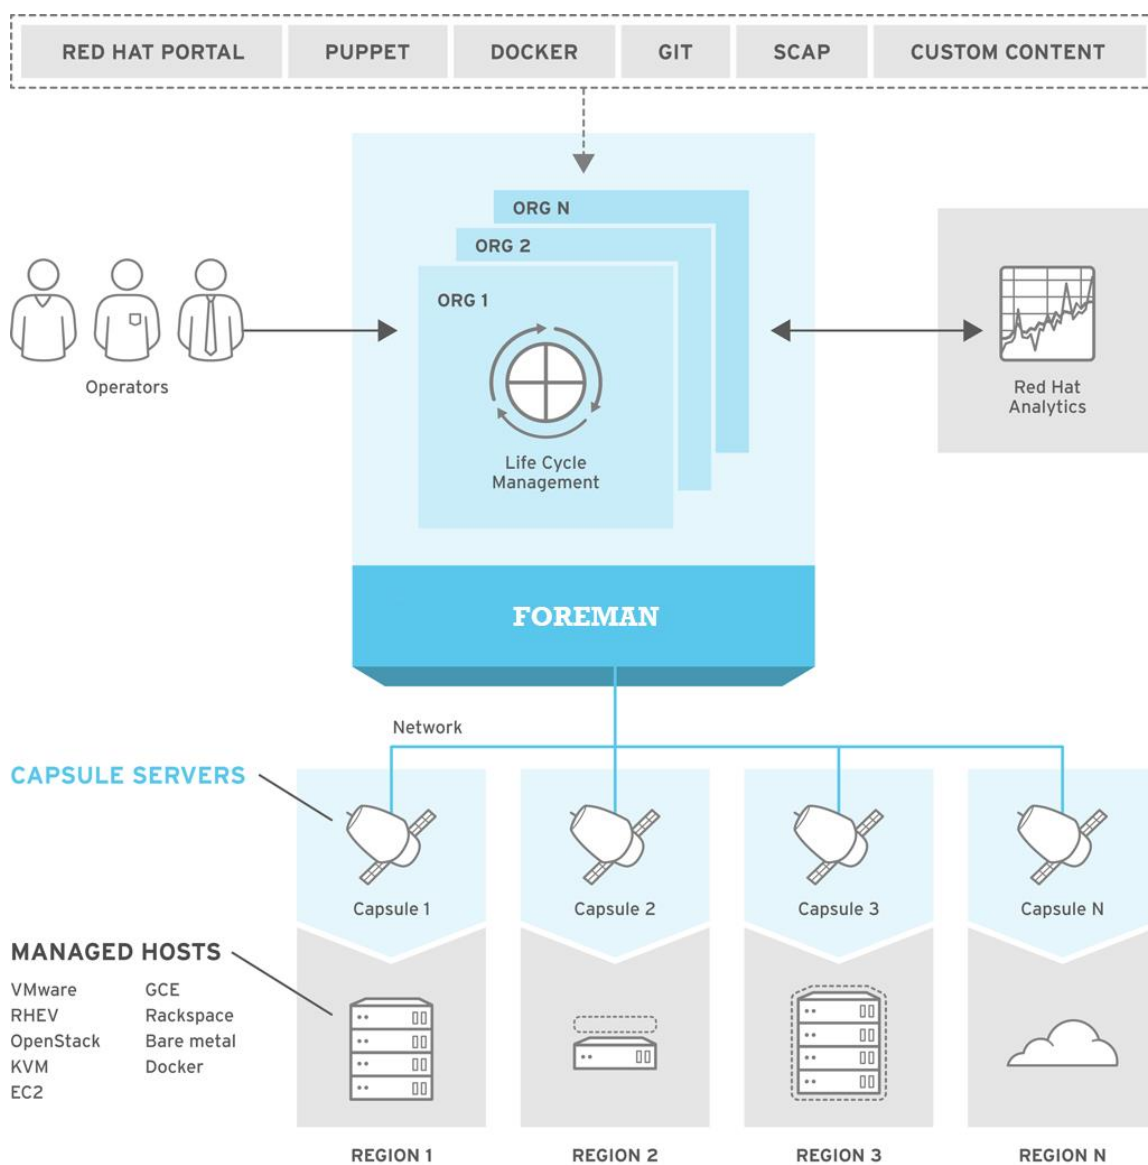 RED HAT PORTAL
PUPPET
DOCKER
GIT
SCAP
CUSTOM CONTENT
ORG N
ORG 2
ORG 1
Life Cycle
Management
Operators
Red Hat
Analytics
FOREMAN
Network
CAPSULE SERVERS
Capsule 1
Capsule 2
Capsule 3
Capsule N
MANAGED HOSTS
VMware
RHEV
OpenStack
KVM
EC2
GCE
Rackspace
Bare metal
Docker
REGION 1
REGION 2
REGION 3
REGION N